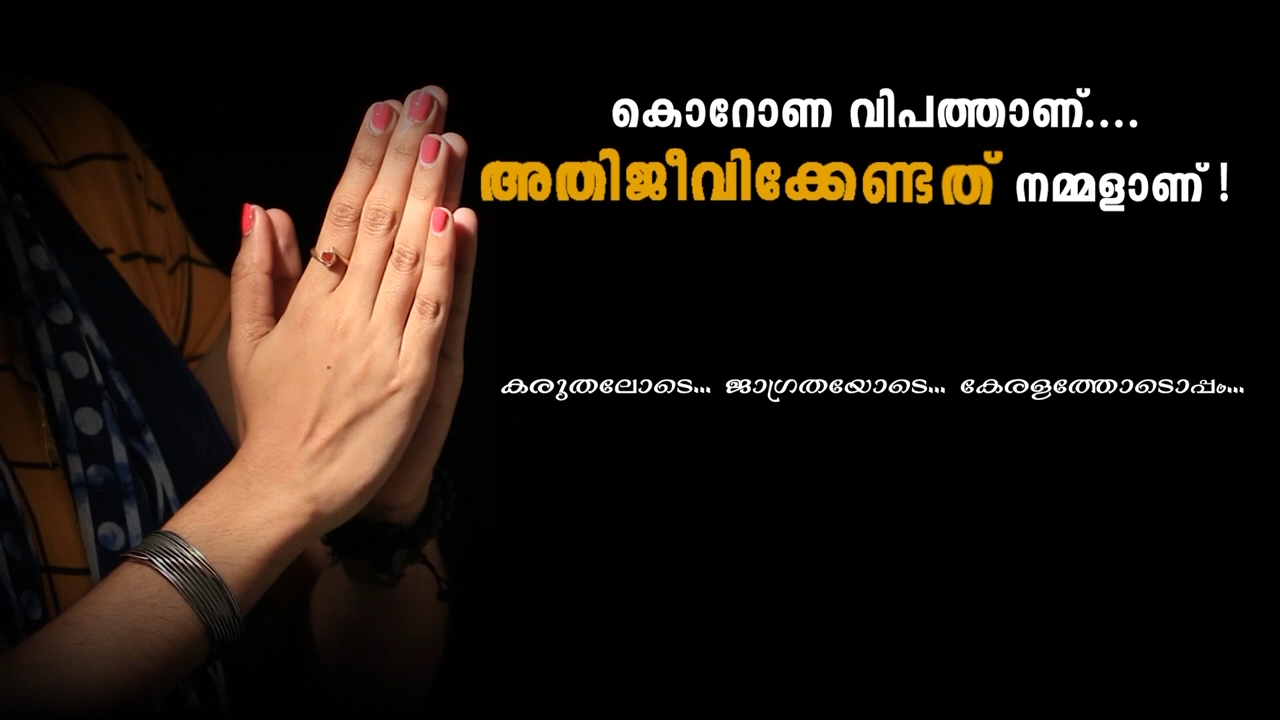 കൊറോണ വിപത്താണ്....
അതിജീവിക്കേണ്ടത് നമ്മളാണ് !
കരുതലോടെ... ജാഗ്രതയോടെ... കേരളത്തോടൊപ്പം...